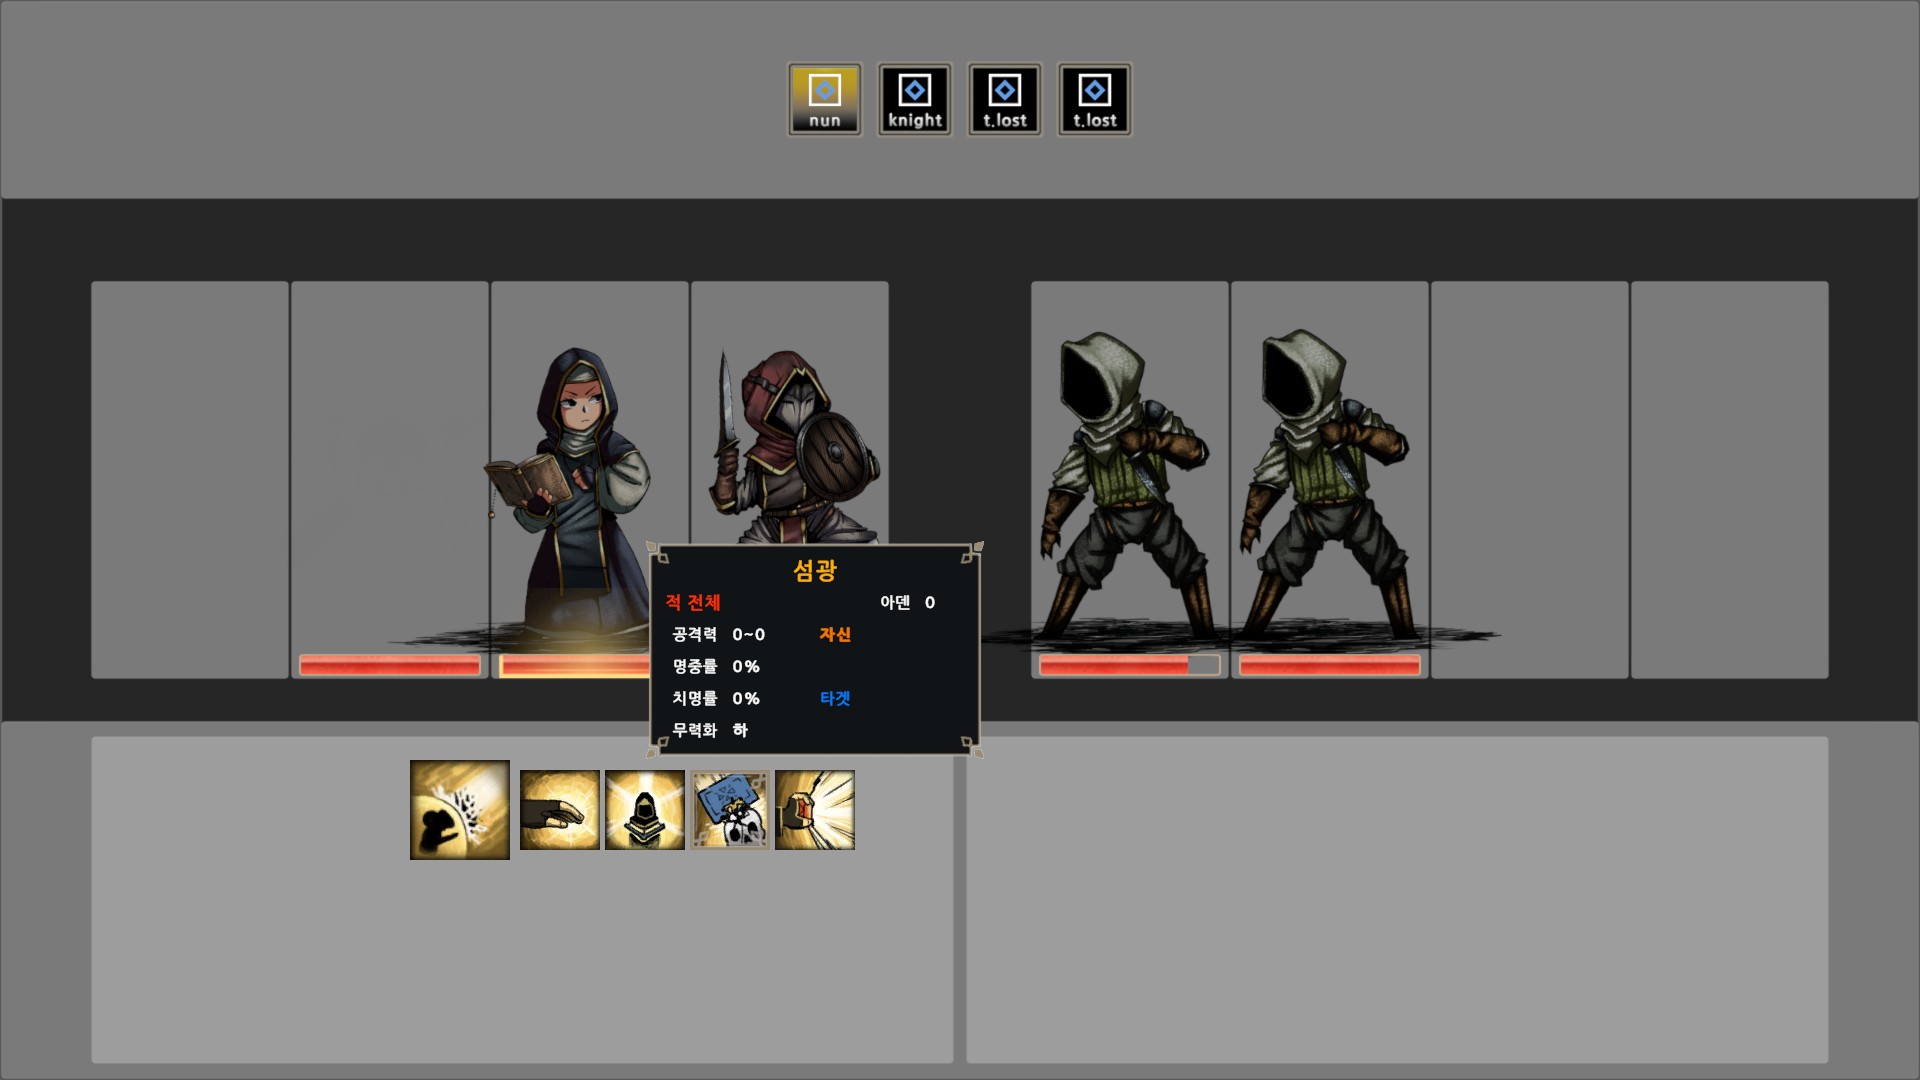 nun
knight
t.lost
t.lost
섬광
적 전체 아덴 0
공격력 0~0 자신
명중률 0%
치명률 0% 타겟
무력화 하